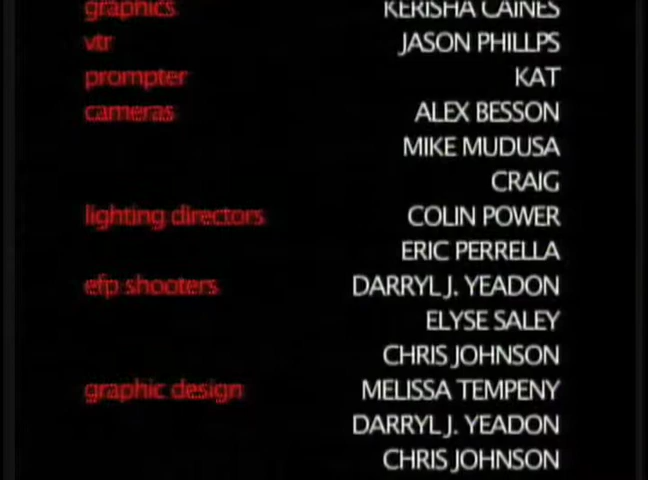 graphics KERISHA CAINES
vtr JASON PHILLPS
prompter KAT
cameras ALEX BESSON
MIKE MUDUSA
CRAIG
lighting directors COLIN POWER
ERIC PERRELLA
efp shooters DARRYL J. YEADON
ELYSE SALEY
CHRIS JOHNSON
graphic design MELISSA TEMPENY
DARRYL J. YEADON
CHRIS JOHNSON